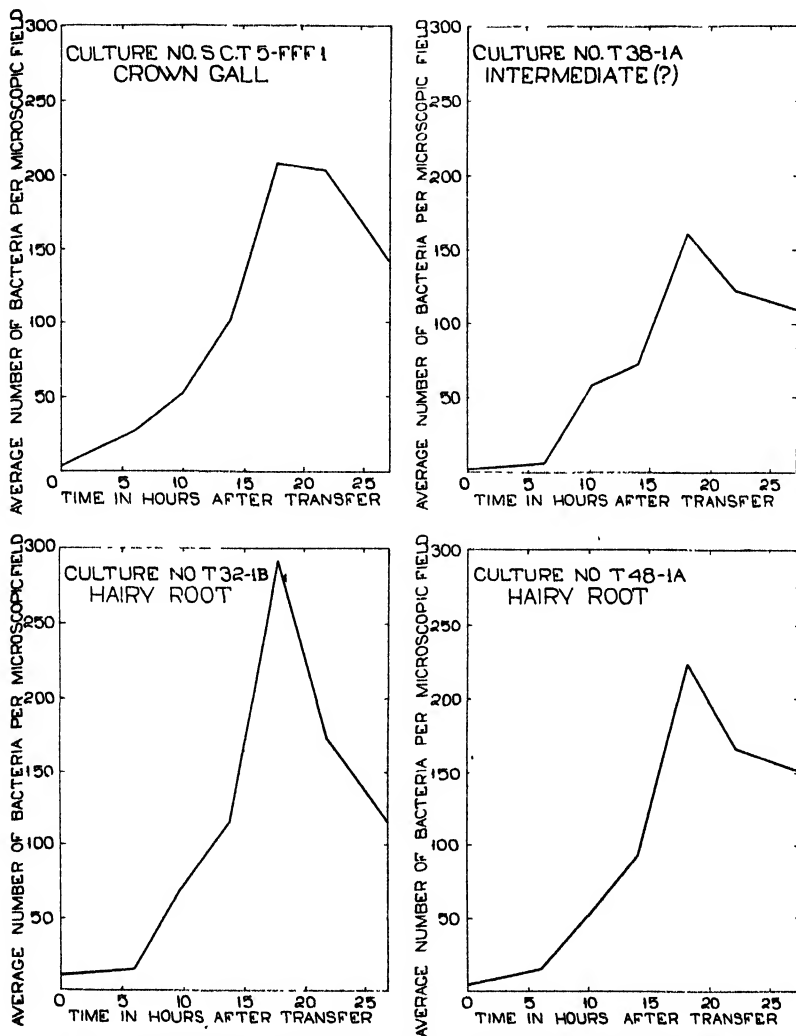 AVERAGE NUMBER OF BACTERIA PER MICROSCOPIC FIELD
300
250
200
150
100
50
CULTURE NO. S C.T 5-FFF 1
CROWN GALL
0 5 10 15 20 25
TIME IN HOURS AFTER TRANSFER
AVERAGE NUMBER OF BACTERIA PER MICROSCOPIC FIELD
300
250
200
150
100
50
CULTURE NO. T 38-1A
INTERMEDIATE (?)
0 5 10 15 20 25
TIME IN HOURS AFTER TRANSFER
AVERAGE NUMBER OF BACTERIA PER MICROSCOPIC FIELD
300
250
200
150
100
50
CULTURE NO T 32-1B
HAIRY ROOT
0 5 10 15 20 25
TIME IN HOURS AFTER TRANSFER
AVERAGE NUMBER OF BACTERIA PER MICROSCOPIC FIELD
300
250
200
150
100
50
CULTURE NO T 48-1A
HAIRY ROOT
0 5 10 15 20 25
TIME IN HOURS AFTER TRANSFER